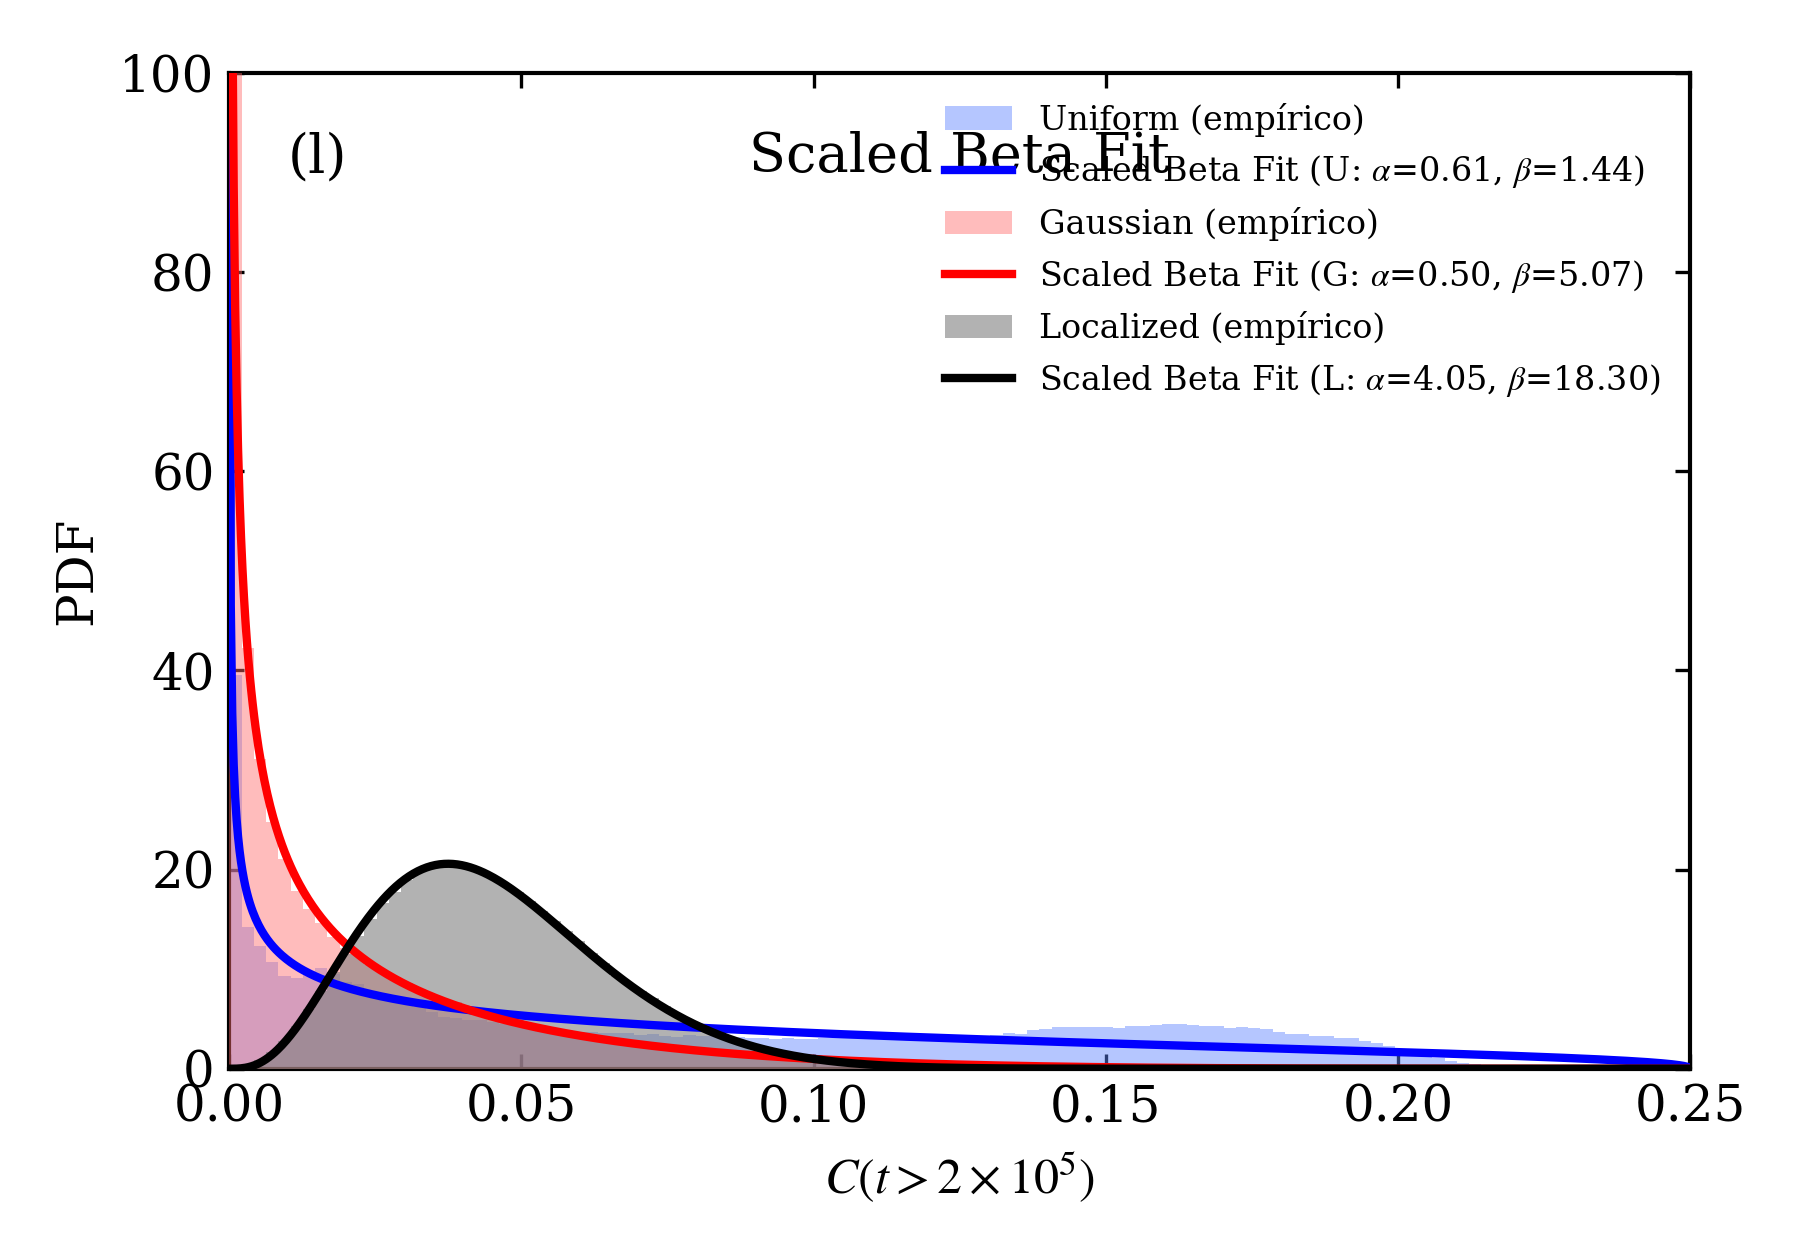 (l)
Scaled Beta Fit
Uniform (empírico)
Scaled Beta Fit (U: α=0.61, β=1.44)
Gaussian (empírico)
Scaled Beta Fit (G: α=0.50, β=5.07)
Localized (empírico)
Scaled Beta Fit (L: α=4.05, β=18.30)
PDF
100
80
60
40
20
0
0.00 0.05 0.10 0.15 0.20 0.25
C(t > 2 × 10⁵)